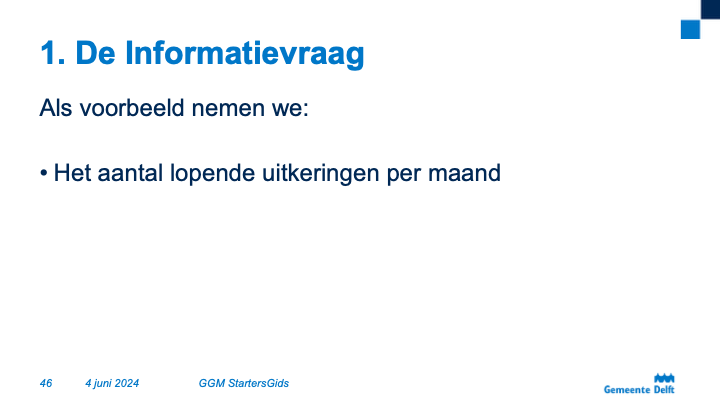 1. De Informatievraag
Als voorbeeld nemen we:
• Het aantal lopende uitkeringen per maand
46 4 juni 2024 GGM StartersGids
Gemeente Delft